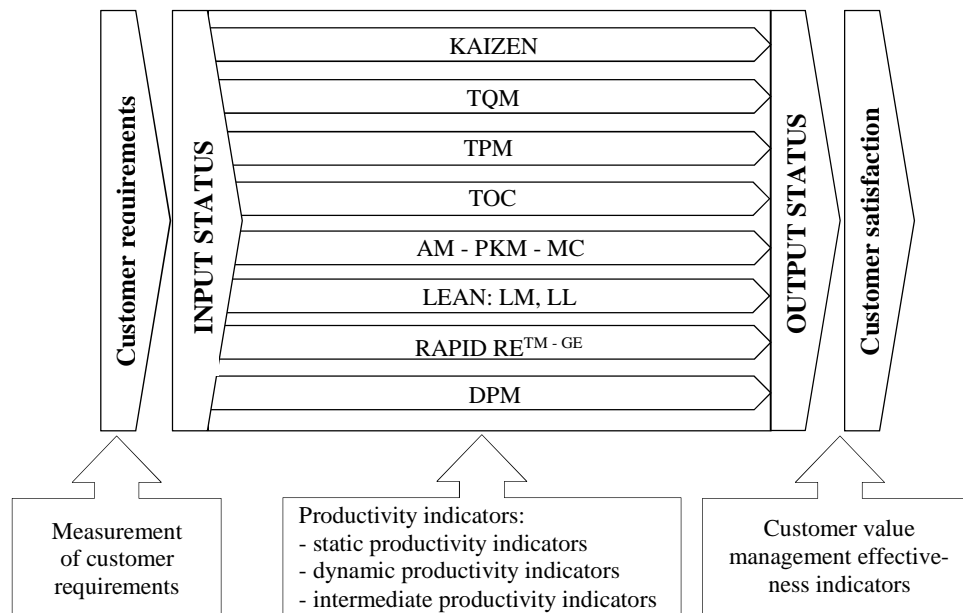 Customer requirements
INPUT STATUS
KAIZEN
TQM
TPM
TOC
AM - PKM - MC
LEAN: LM, LL
RAPID RE^TM - GE
DPM
OUTPUT STATUS
Customer satisfaction
Measurement
of customer
requirements
Productivity indicators:
- static productivity indicators
- dynamic productivity indicators
- intermediate productivity indicators
Customer value
management effective-
ness indicators